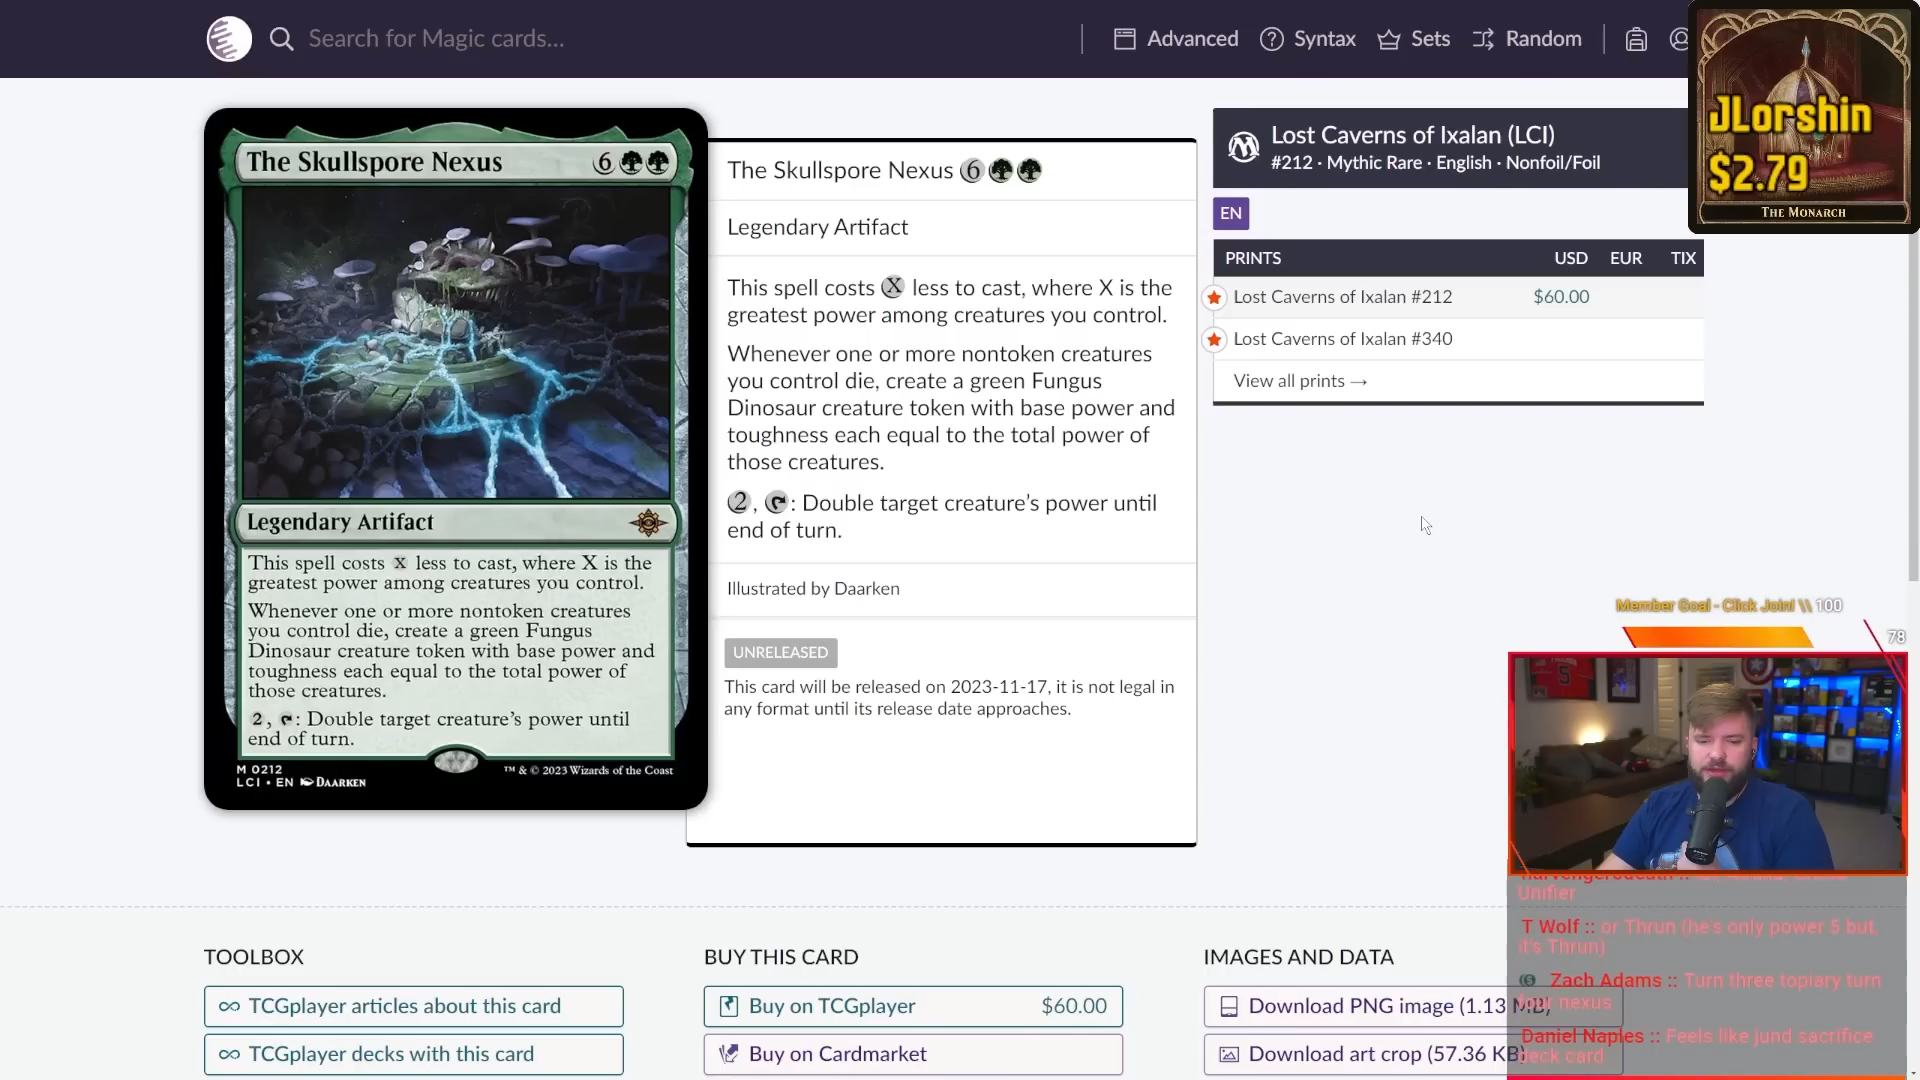 Search for Magic cards...
Advanced
Syntax
Sets
Random
JLorshin
$2.79
THE MONARCH
The Skullspore Nexus 6
Legendary Artifact
This spell costs X less to cast, where X is the
greatest power among creatures you control.
Whenever one or more nontoken creatures
you control die, create a green Fungus
Dinosaur creature token with base power and
toughness each equal to the total power of
those creatures.
2, : Double target creature's power until
end of turn.
M 0212
LCI • EN DAARKEN
™ & © 2023 Wizards of the Coast
The Skullspore Nexus 6
Legendary Artifact
This spell costs X less to cast, where X is the
greatest power among creatures you control.
Whenever one or more nontoken creatures
you control die, create a green Fungus
Dinosaur creature token with base power and
toughness each equal to the total power of
those creatures.
2, : Double target creature's power until
end of turn.
Illustrated by Daarken
UNRELEASED
This card will be released on 2023-11-17, it is not legal in
any format until its release date approaches.
Lost Caverns of Ixalan (LCI)
#212 · Mythic Rare · English · Nonfoil/Foil
EN
PRINTS USD EUR TIX
Lost Caverns of Ixalan #212 $60.00
Lost Caverns of Ixalan #340
View all prints →
Member Goal - Click Join! \\ 100
78
5
Unifier
T Wolf :: or Thrun (he's only power 5 but,
it's Thrun)
Zach Adams :: Turn three topiary turn
four nexus
Daniel Naples :: Feels like jund sacrifice
deck card
TOOLBOX
TCGplayer articles about this card
TCGplayer decks with this card
BUY THIS CARD
Buy on TCGplayer $60.00
Buy on Cardmarket
IMAGES AND DATA
Download PNG image (1.13 MB)
Download art crop (57.36 KB)